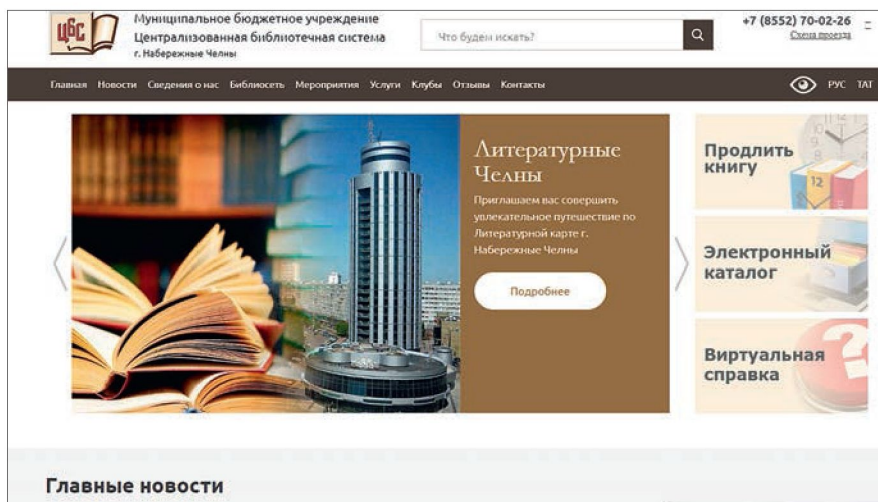 ЦБС
Муниципальное бюджетное учреждение
Централизованная библиотечная система
г. Набережные Челны
Что будем искать?
+7 (8552) 70-02-26
Схема проезда
Главная Новости Сведения о нас Библиосеть Мероприятия Услуги Клубы Отзывы Контакты
РУС ТАТ
Литературные
Челны
Приглашаем вас совершить
увлекательное путешествие по
Литературной карте г.
Набережные Челны
Подробнее
Продлить
книгу
12
Электронный
каталог
Виртуальная
справка
?
Главные новости